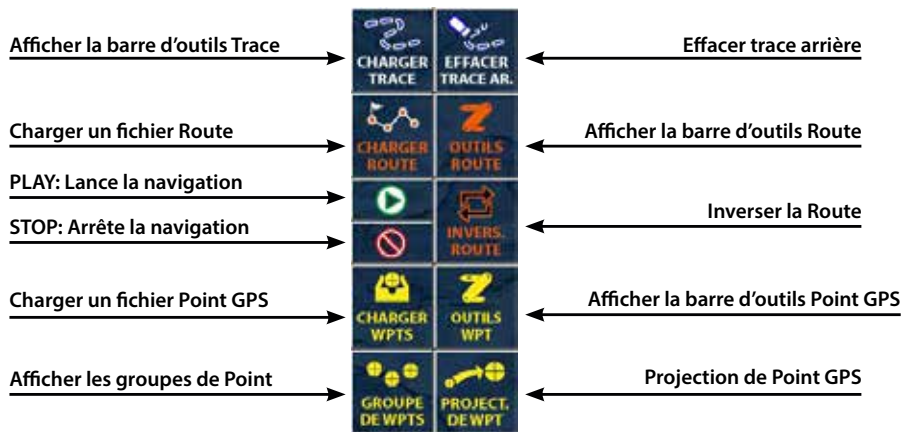 Afficher la barre d'outils Trace
CHARGER
TRACE
EFFACER
TRACE AR.
Effacer trace arrière
Charger un fichier Route
CHARGER
ROUTE
OUTILS
ROUTE
Afficher la barre d'outils Route
PLAY: Lance la navigation
STOP: Arrête la navigation
INVERS.
ROUTE
Inverser la Route
Charger un fichier Point GPS
CHARGER
WPTS
OUTILS
WPT
Afficher la barre d'outils Point GPS
Afficher les groupes de Point
GROUPE
DE WPTS
PROJECT.
DE WPT
Projection de Point GPS